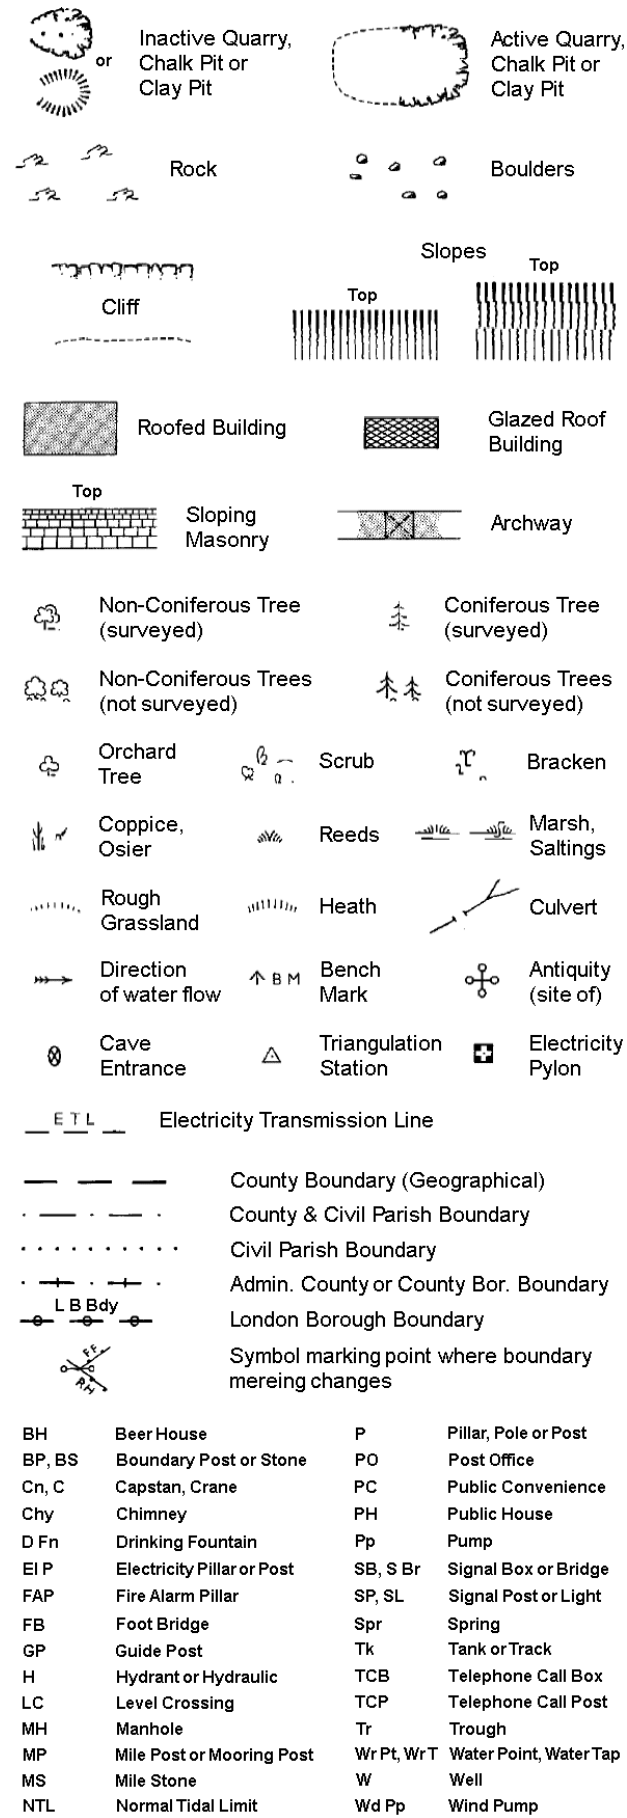 or
Inactive Quarry,
Chalk Pit or
Clay Pit
Active Quarry,
Chalk Pit or
Clay Pit
Rock
Boulders
Cliff
Slopes
Top
Top
Roofed Building
Glazed Roof
Building
Top
Sloping
Masonry
Archway
Non-Coniferous Tree
(surveyed)
Coniferous Tree
(surveyed)
Non-Coniferous Trees
(not surveyed)
Coniferous Trees
(not surveyed)
Orchard
Tree
Scrub
Bracken
Coppice,
Osier
Reeds
Marsh,
Saltings
Rough
Grassland
Heath
Culvert
Direction
of water flow
B M
Bench
Mark
Antiquity
(site of)
Cave
Entrance
Triangulation
Station
Electricity
Pylon
E T L
Electricity Transmission Line
County Boundary (Geographical)
County & Civil Parish Boundary
Civil Parish Boundary
Admin. County or County Bor. Boundary
L B Bdy
London Borough Boundary
FF
RH
Symbol marking point where boundary
mereing changes
BH Beer House
BP, BS Boundary Post or Stone
Cn, C Capstan, Crane
Chy Chimney
D Fn Drinking Fountain
El P Electricity Pillar or Post
FAP Fire Alarm Pillar
FB Foot Bridge
GP Guide Post
H Hydrant or Hydraulic
LC Level Crossing
MH Manhole
MP Mile Post or Mooring Post
MS Mile Stone
NTL Normal Tidal Limit
P Pillar, Pole or Post
PO Post Office
PC Public Convenience
PH Public House
Pp Pump
SB, S Br Signal Box or Bridge
SP, SL Signal Post or Light
Spr Spring
Tk Tank or Track
TCB Telephone Call Box
TCP Telephone Call Post
Tr Trough
Wr Pt, Wr T Water Point, Water Tap
W Well
Wd Pp Wind Pump